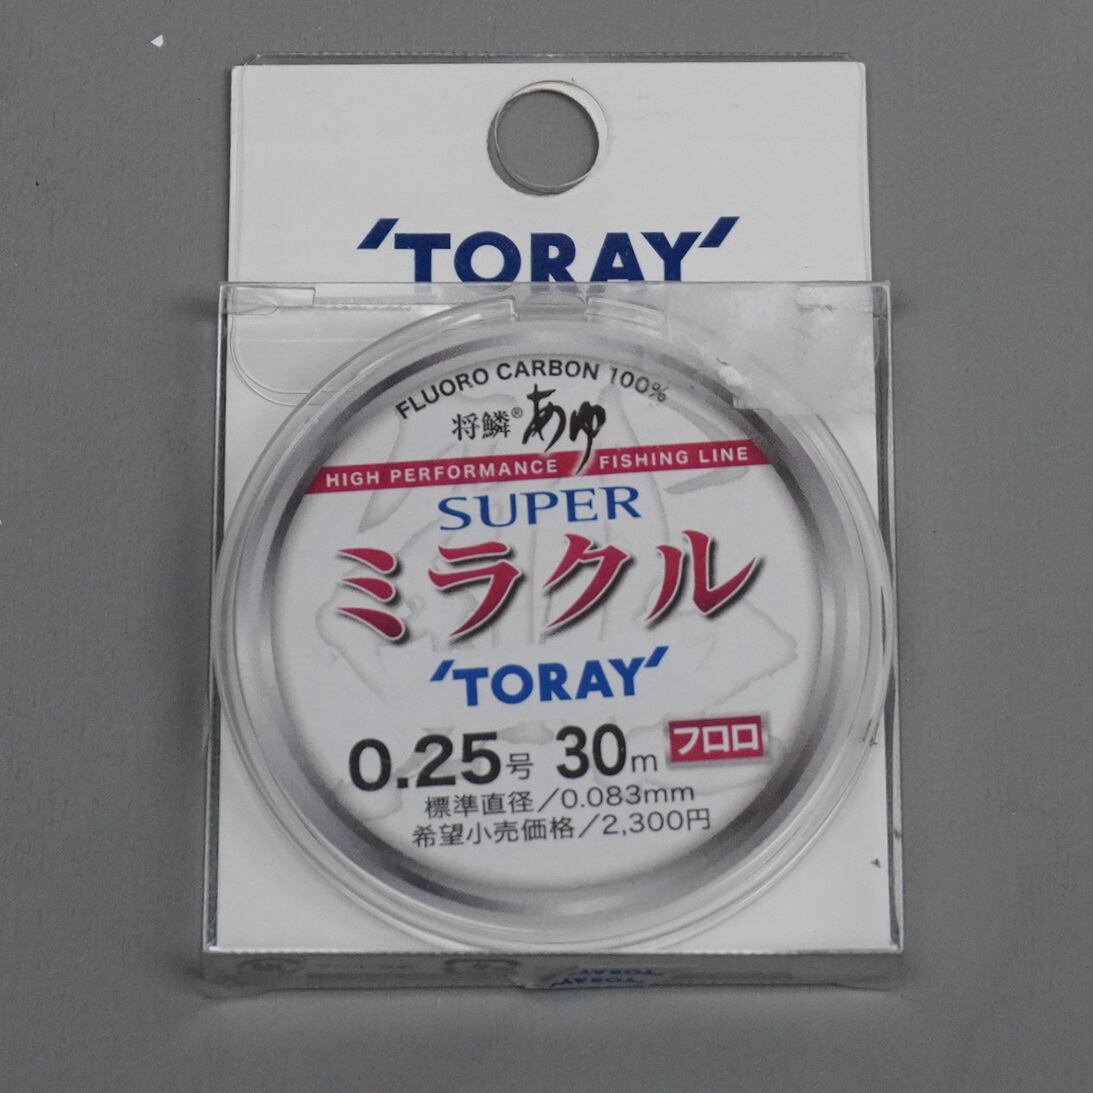 'TORAY'
FLUORO CARBON 100%
将鱗® あゆ
HIGH PERFORMANCE FISHING LINE
SUPER
ミラクル
'TORAY'
0.25号 30m フロロ
標準直径/0.083mm
希望小売価格/2,300円